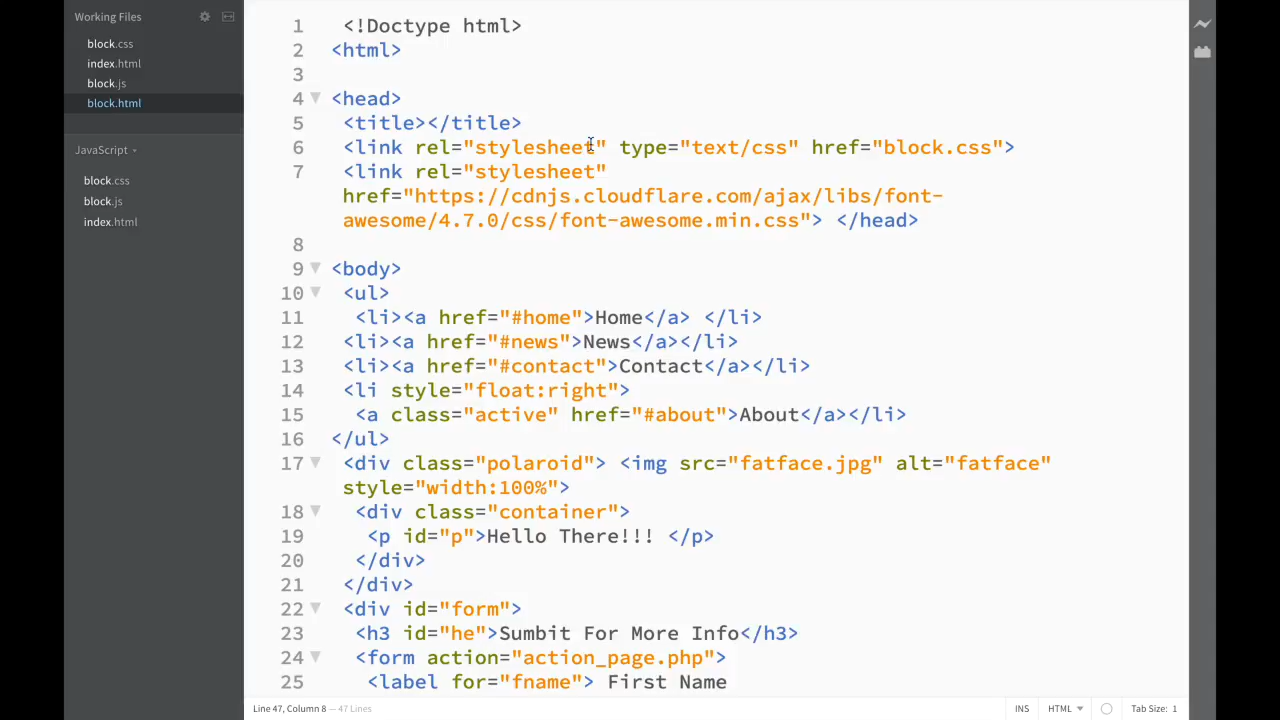 Working Files
block.css
index.html
block.js
block.html
JavaScript
block.css
block.js
index.html
1 <!Doctype html>
2 <html>
3
4 <head>
5 <title></title>
6 <link rel="stylesheet" type="text/css" href="block.css">
7 <link rel="stylesheet"
href="https://cdnjs.cloudflare.com/ajax/libs/font-
awesome/4.7.0/css/font-awesome.min.css"> </head>
8
9 <body>
10 <ul>
11 <li><a href="#home">Home</a> </li>
12 <li><a href="#news">News</a></li>
13 <li><a href="#contact">Contact</a></li>
14 <li style="float:right">
15 <a class="active" href="#about">About</a></li>
16 </ul>
17 <div class="polaroid"> <img src="fatface.jpg" alt="fatface"
style="width:100%">
18 <div class="container">
19 <p id="p">Hello There!!! </p>
20 </div>
21 </div>
22 <div id="form">
23 <h3 id="he">Sumbit For More Info</h3>
24 <form action="action_page.php">
25 <label for="fname"> First Name
Line 47, Column 8 — 47 Lines
INS HTML Tab Size: 1